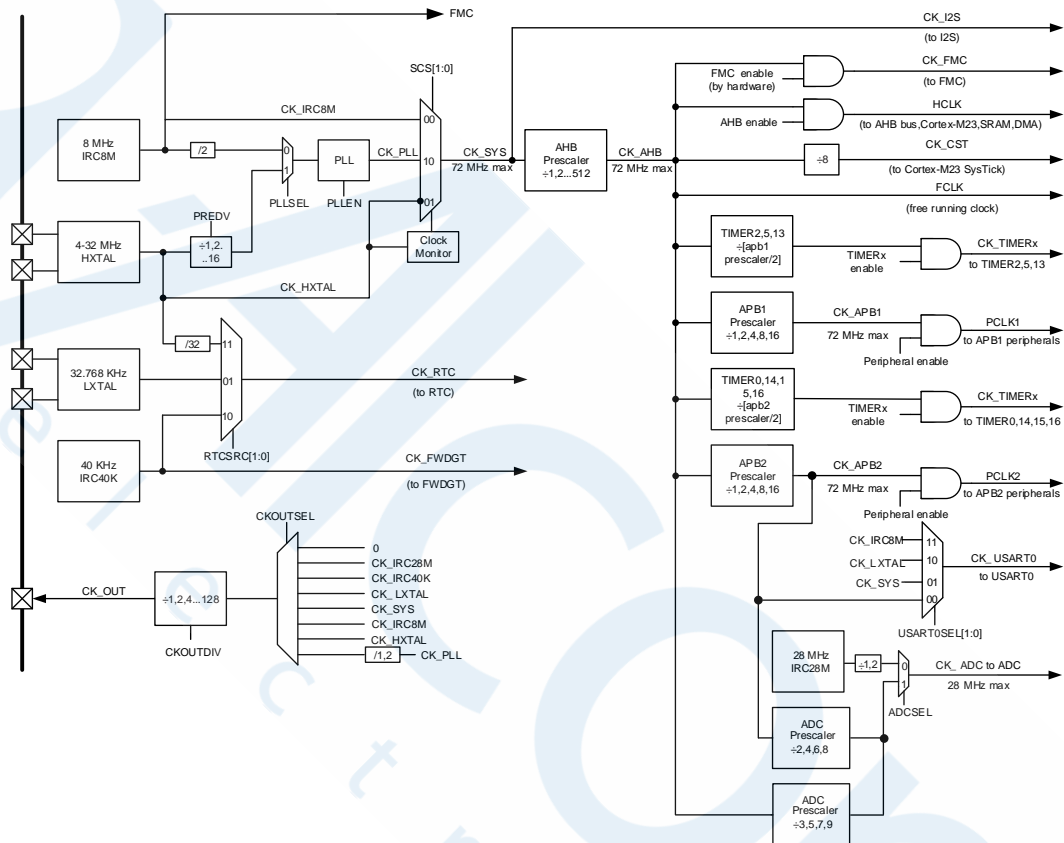 FMC
CK_I2S
(to I2S)
SCS[1:0]
CK_FMC
(to FMC)
FMC enable
(by hardware)
HCLK
(to AHB bus,Cortex-M23,SRAM,DMA)
AHB enable
CK_IRC8M
00
8 MHz
IRC8M
/2
0
1
PLLSEL
PLL
PLLEN
CK_PLL
10
CK_SYS
72 MHz max
AHB
Prescaler
÷1,2...512
CK_AHB
72 MHz max
÷8
CK_CST
(to Cortex-M23 SysTick)
FCLK
(free running clock)
01
PREDV
÷1,2.
..16
4-32 MHz
HXTAL
Clock
Monitor
CK_HXTAL
TIMER2,5,13
÷[apb1
prescaler/2]
TIMERx
enable
CK_TIMERx
to TIMER2,5,13
APB1
Prescaler
÷1,2,4,8,16
CK_APB1
72 MHz max
Peripheral enable
PCLK1
to APB1 peripherals
/32
11
01
10
32.768 KHz
LXTAL
CK_RTC
(to RTC)
RTCSRC[1:0]
TIMER0,14,1
5,16
÷[apb2
prescaler/2]
TIMERx
enable
CK_TIMERx
to TIMER0,14,15,16
40 KHz
IRC40K
CK_FWDGT
(to FWDGT)
APB2
Prescaler
÷1,2,4,8,16
CK_APB2
72 MHz max
Peripheral enable
PCLK2
to APB2 peripherals
CKOUTSEL
0
CK_IRC28M
CK_IRC40K
CK_LXTAL
CK_SYS
CK_IRC8M
CK_HXTAL
/1,2
CK_PLL
CK_OUT
÷1,2,4...128
CKOUTDIV
CK_IRC8M
11
CK_LXTAL
10
CK_SYS
01
00
CK_USART0
to USART0
USART0SEL[1:0]
28 MHz
IRC28M
÷1,2
0
1
CK_ ADC to ADC
28 MHz max
ADCSEL
ADC
Prescaler
÷2,4,6,8
ADC
Prescaler
÷3,5,7,9